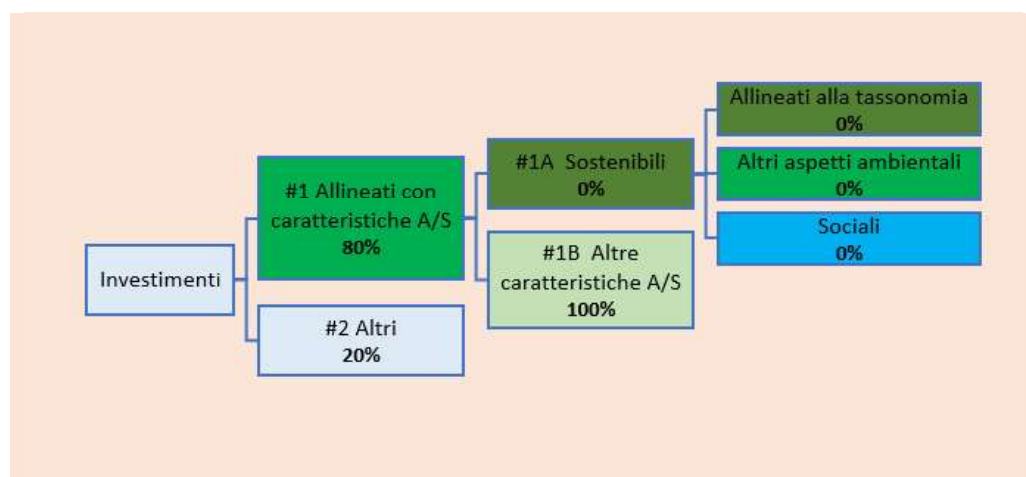 Investimenti
#1 Allineati con
caratteristiche A/S
80%
#2 Altri
20%
#1A Sostenibili
0%
#1B Altre
caratteristiche A/S
100%
Allineati alla tassonomia
0%
Altri aspetti ambientali
0%
Sociali
0%